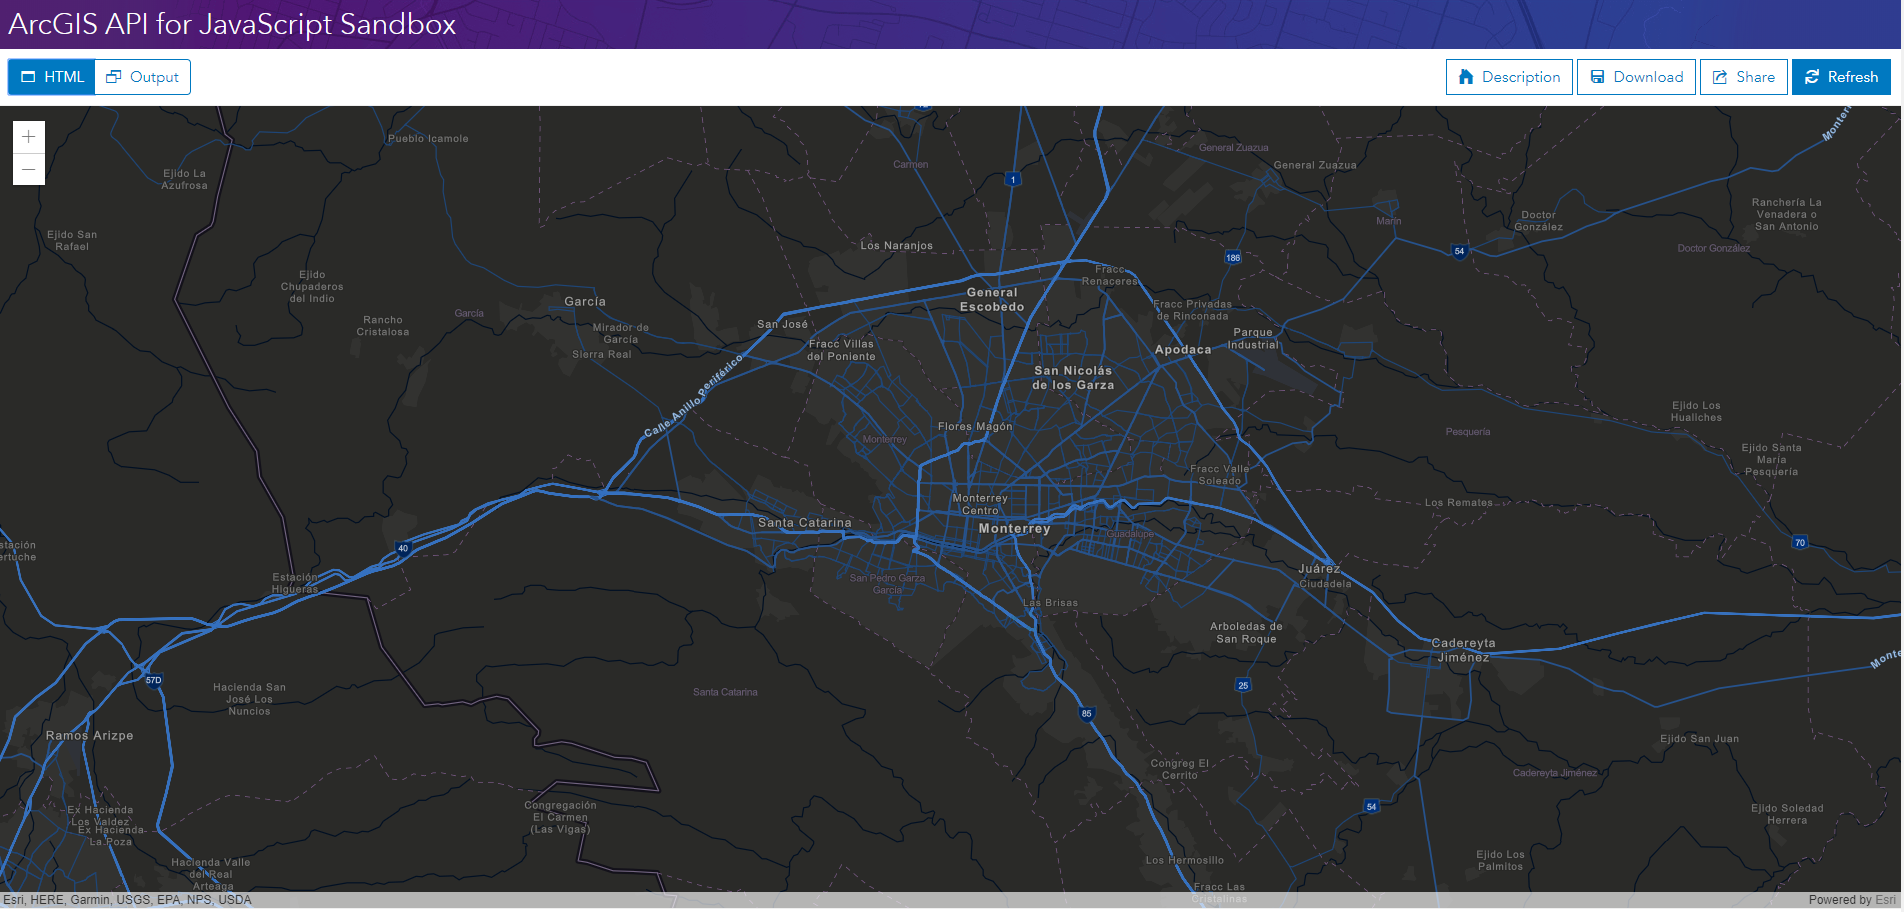 ArcGIS API for JavaScript Sandbox
HTML
Output
Description
Download
Share
Refresh
Pueblo Icamole
Carmen
General Zuazua
General Zuazua
Ejido La
Azufrosa
1
Ejido San
Rafael
Los Naranjos
186
Marin
Doctor
González
54
Doctor González
Ranchería La
Venadera o
San Antonio
Ejido
Chupaderos
del Indio
Fracc
Renaceres
García
García
General
Escobedo
Fracc Privadas
de Rinconada
Rancho
Cristalosa
Mirador de
García
Sierra Real
San José
Fracc Villas
del Poniente
Parque
Industrial
Apodaca
San Nicolás
de los Garza
Calle Anillo Periférico
Flores Magón
Monterrey
Pesquería
Ejido Los
Hualiches
Ejido Santa
María
Pesquería
Fracc Valle
Soleado
Monterrey
Centro
Monterrey
Los Remates
Santa Catarina
Guadalupe
40
70
Estación
Higueras
San Pedro Garza
García
Juárez
Ciudadela
Las Brisas
Arboledas de
San Roque
Cadereyta
Jiménez
57D
Hacienda San
José Los
Nuncios
Santa Catarina
25
85
Ramos Arizpe
Ejido San Juan
Congreg El
Cerrito
Cadereyta Jiménez
54
Ex Hacienda
Los Valdez
Ex Hacienda
La Poza
Congregación
El Carmen
(Las Vigas)
Ejido Soledad
Herrera
Hacienda Valle
del Real
Arteaga
Los Hermosillo
Ejido Los
Palmitos
Fracc Las
Cristalinas
Esri, HERE, Garmin, USGS, EPA, NPS, USDA
Powered by Esri